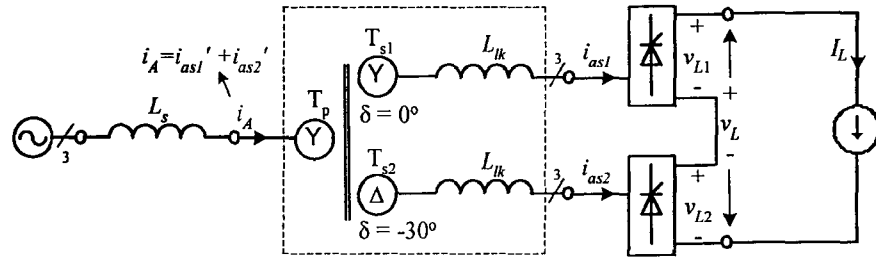 i_A=i_as1′ + i_as2′
L_s
3
i_A
T_p
Y
T_s1
Y
δ = 0°
L_lk
3
i_as1
+
v_L1
-
T_s2
Δ
δ = -30°
L_lk
3
i_as2
+
v_L2
-
+
v_L
-
I_L